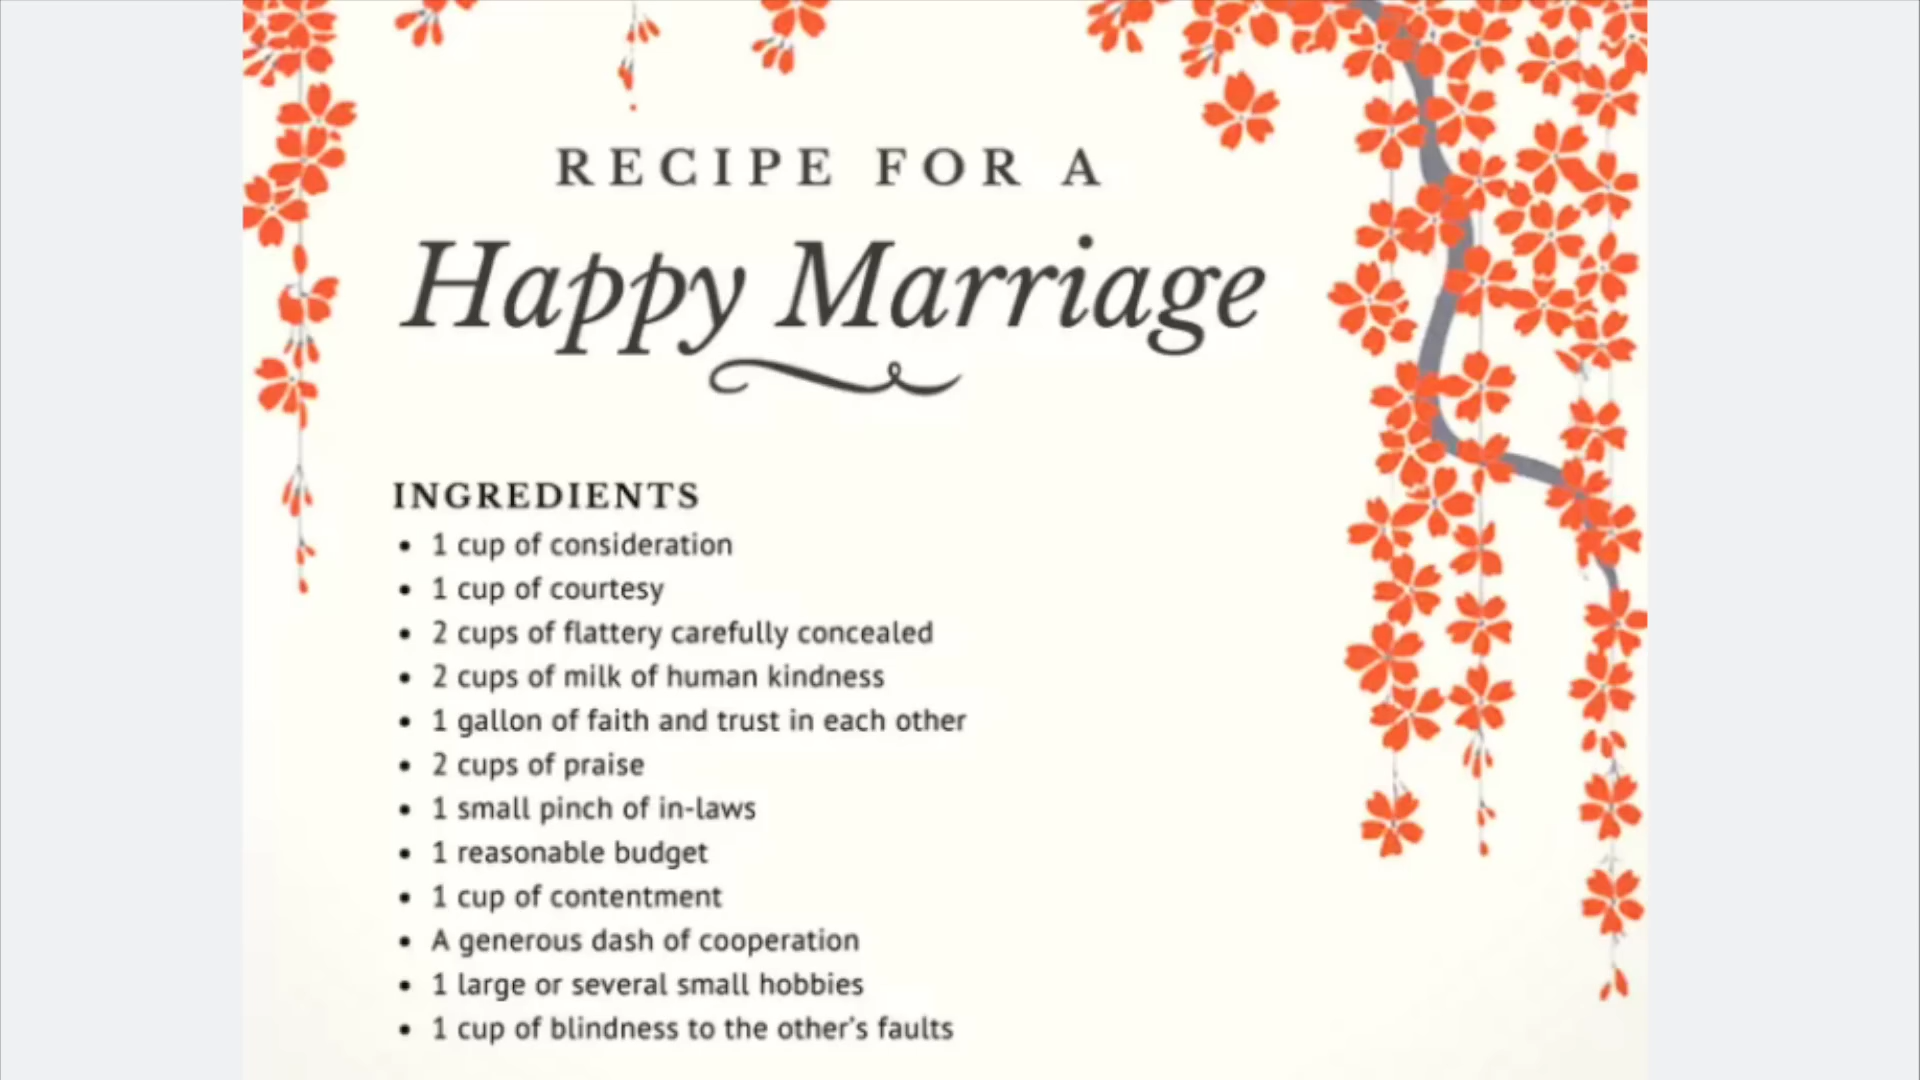 RECIPE FOR A
Happy Marriage
INGREDIENTS
• 1 cup of consideration
• 1 cup of courtesy
• 2 cups of flattery carefully concealed
• 2 cups of milk of human kindness
• 1 gallon of faith and trust in each other
• 2 cups of praise
• 1 small pinch of in-laws
• 1 reasonable budget
• 1 cup of contentment
• A generous dash of cooperation
• 1 large or several small hobbies
• 1 cup of blindness to the other's faults